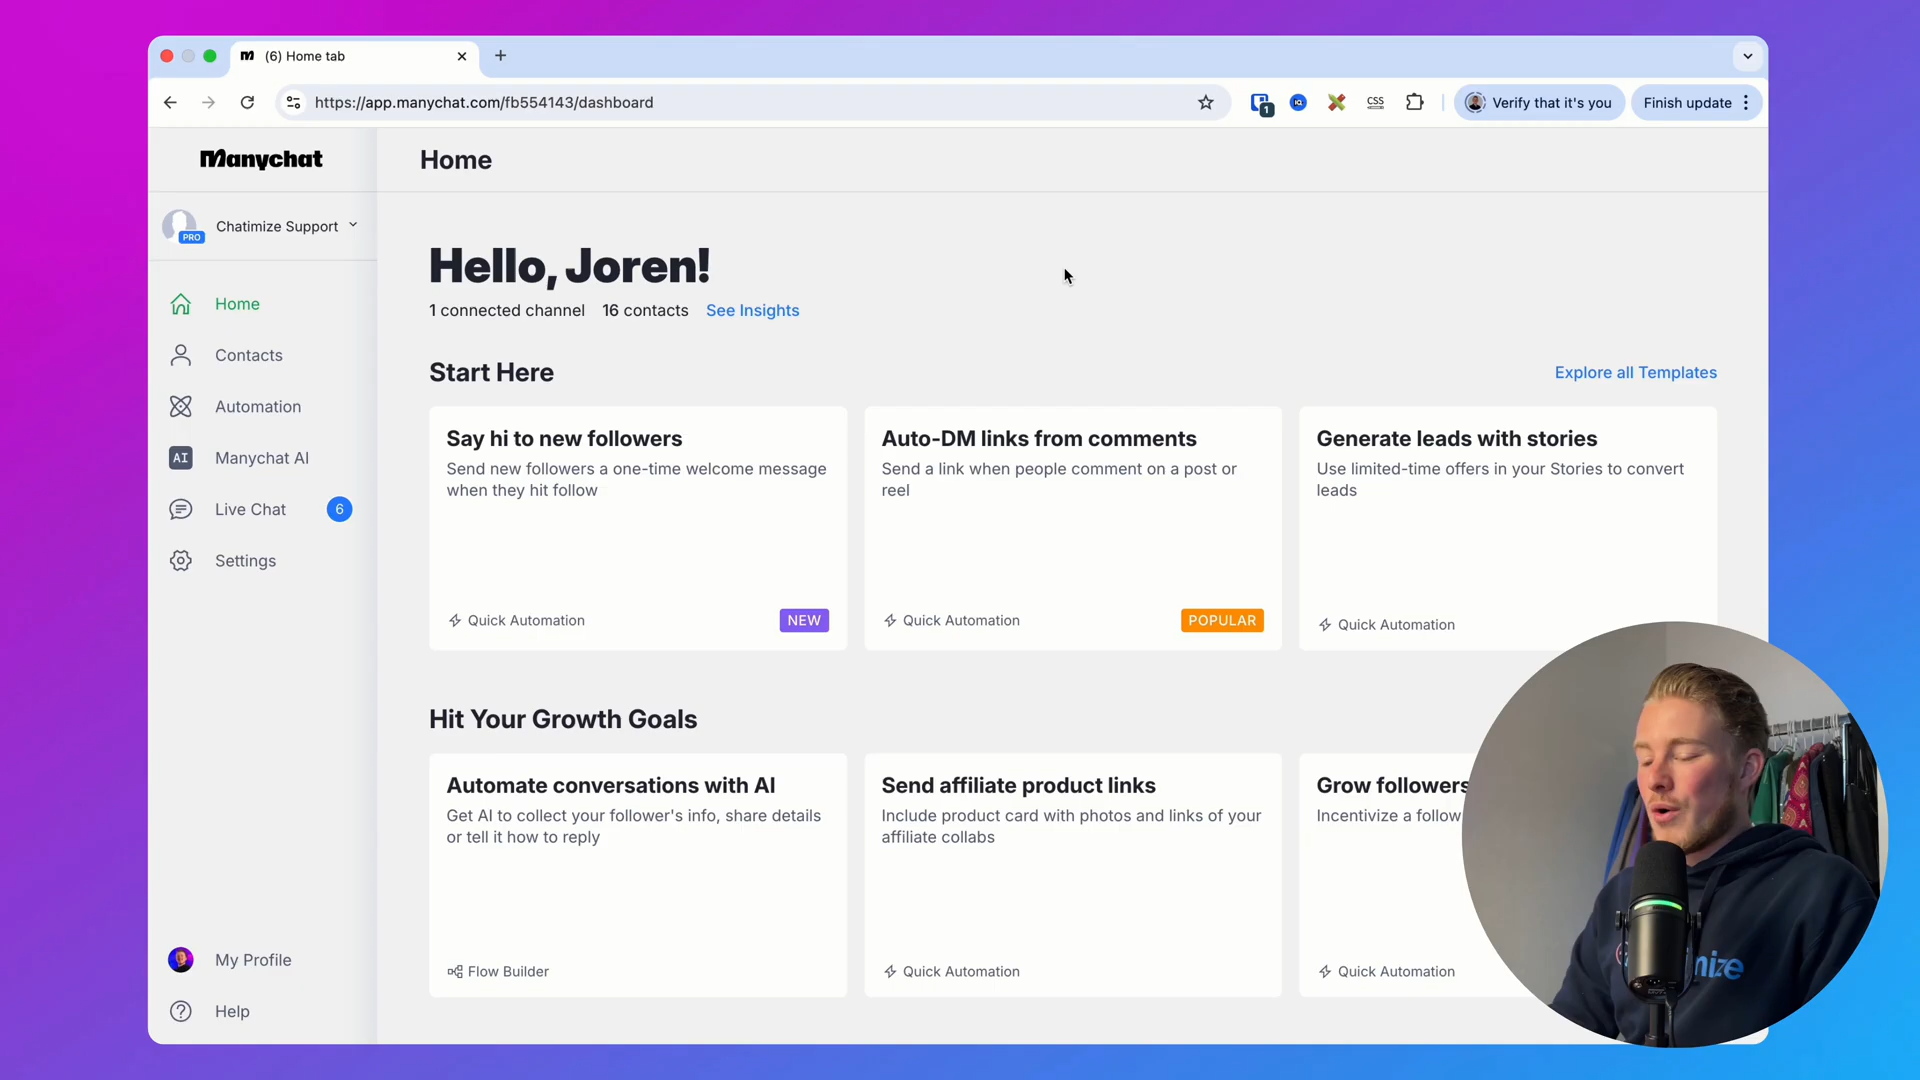 (6) Home tab
https://app.manychat.com/fb554143/dashboard
1
CSS
Verify that it's you
Finish update
Manychat
Home
PRO
Chatimize Support
Home
Contacts
Automation
AI
Manychat AI
Live Chat
6
Settings
My Profile
Help
Hello, Joren!
1 connected channel 16 contacts See Insights
Start Here
Explore all Templates
Say hi to new followers
Send new followers a one-time welcome message
when they hit follow
Quick Automation
NEW
Auto-DM links from comments
Send a link when people comment on a post or
reel
Quick Automation
POPULAR
Generate leads with stories
Use limited-time offers in your Stories to convert
leads
Quick Automation
Hit Your Growth Goals
Automate conversations with AI
Get AI to collect your follower's info, share details
or tell it how to reply
Flow Builder
Send affiliate product links
Include product card with photos and links of your
affiliate collabs
Quick Automation
Grow followers
Incentivize a follow
Quick Automation